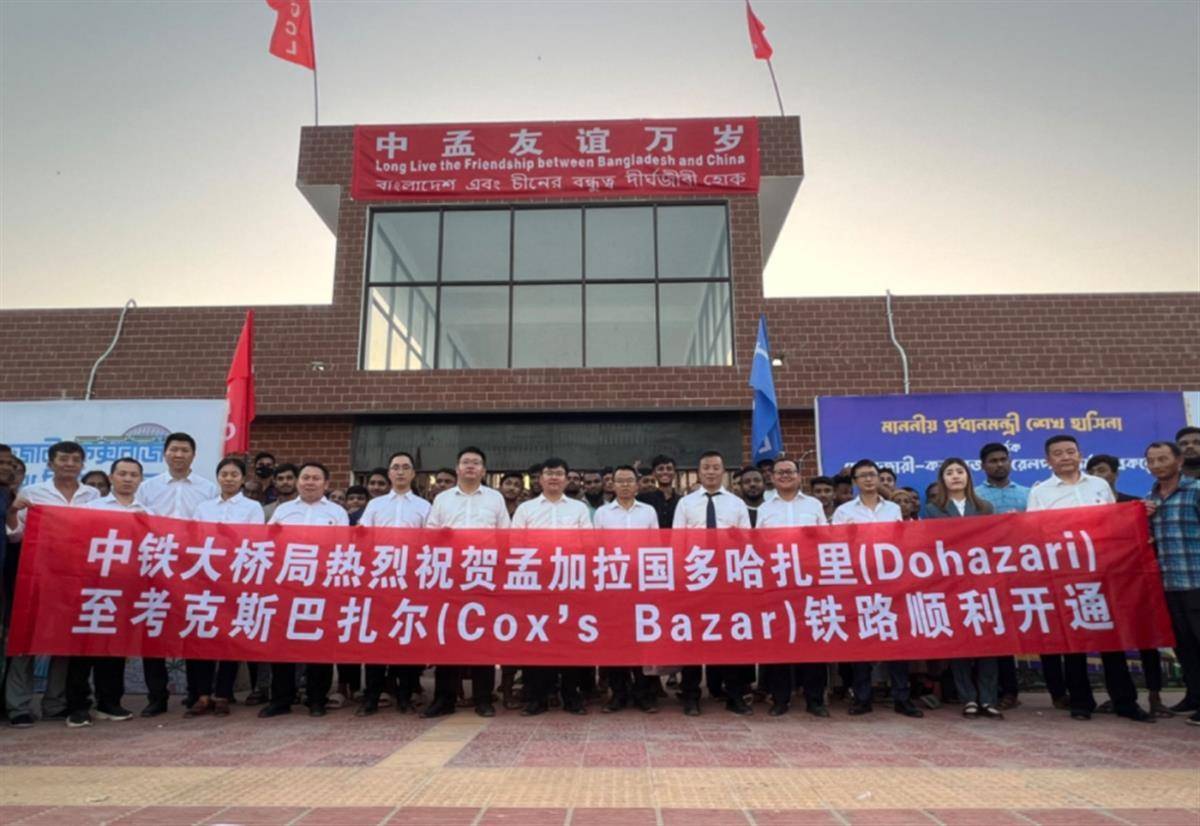 中孟友谊万岁
Long Live the Friendship between Bangladesh and China
বাংলাদেশ এবং চীনের বন্ধুত্ব দীর্ঘজীবী হোক
মাননীয় প্রধানমন্ত্রী শেখ হাসিনা
中铁大桥局热烈祝贺孟加拉国多哈扎里(Dohazari)
至考克斯巴扎尔(Cox's Bazar)铁路顺利开通